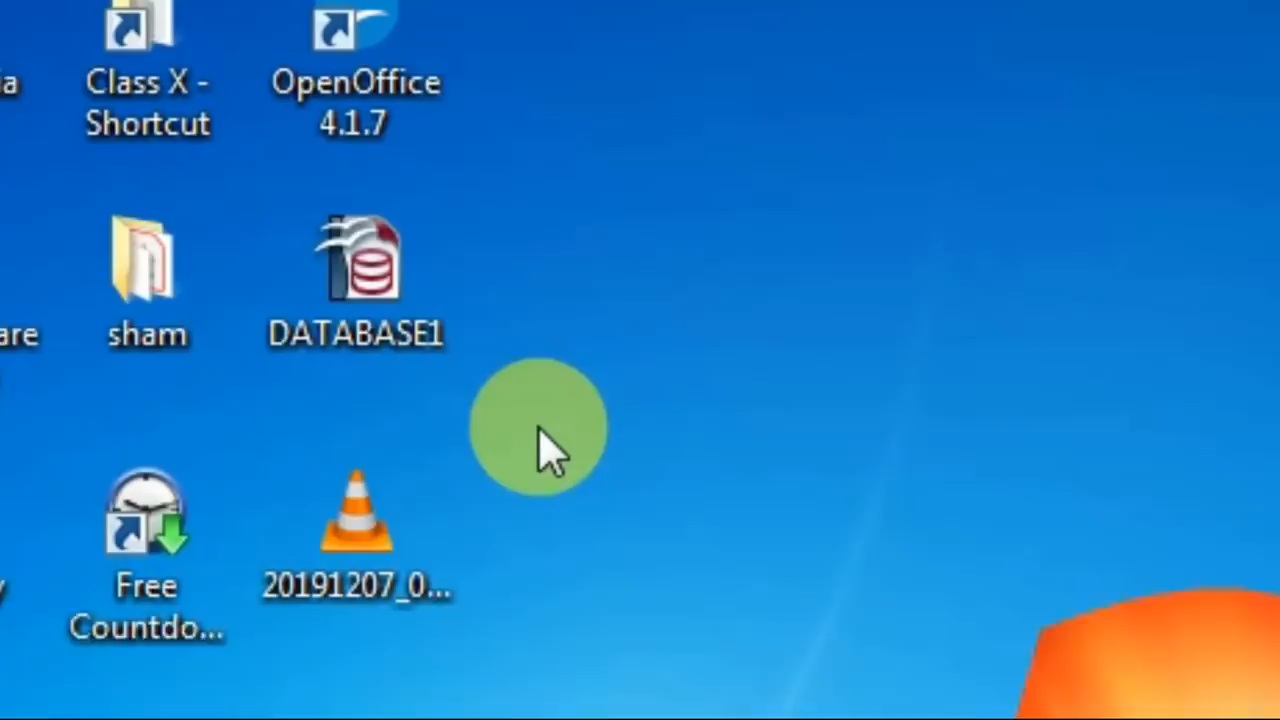 Class X -
Shortcut
OpenOffice
4.1.7
sham
DATABASE1
Free
Countdo...
20191207_0...